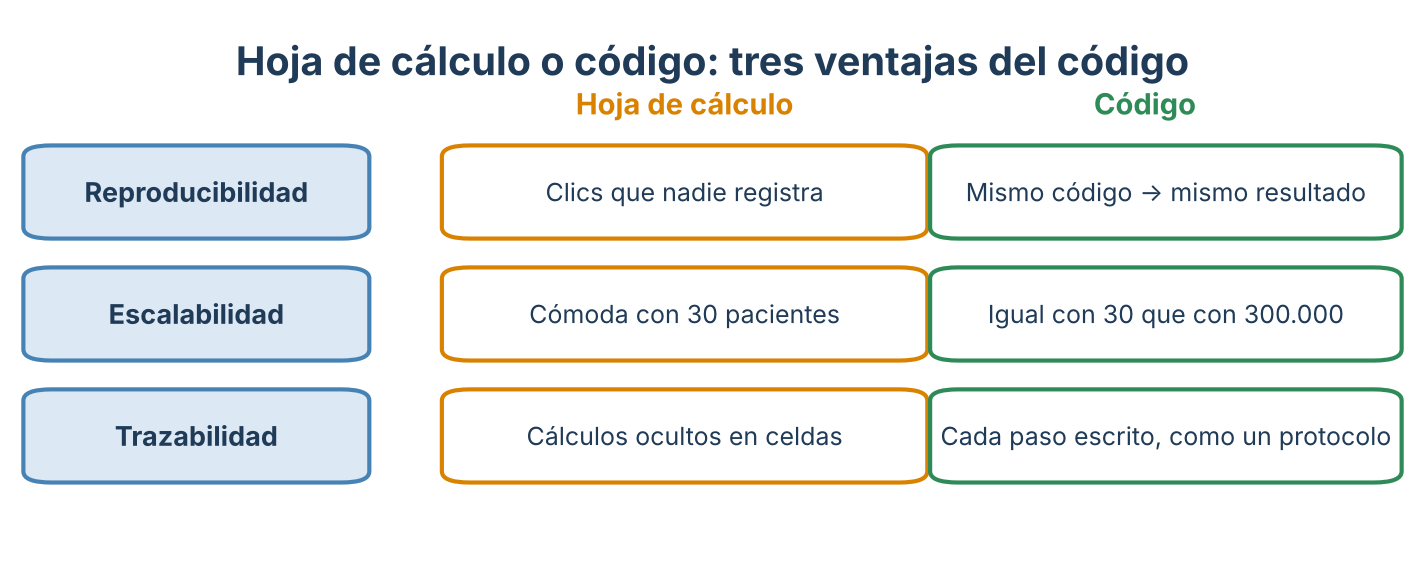 Hoja de cálculo o código: tres ventajas del código
Hoja de cálculo
Código
Reproducibilidad
Clics que nadie registra
Mismo código → mismo resultado
Escalabilidad
Cómoda con 30 pacientes
Igual con 30 que con 300.000
Trazabilidad
Cálculos ocultos en celdas
Cada paso escrito, como un protocolo